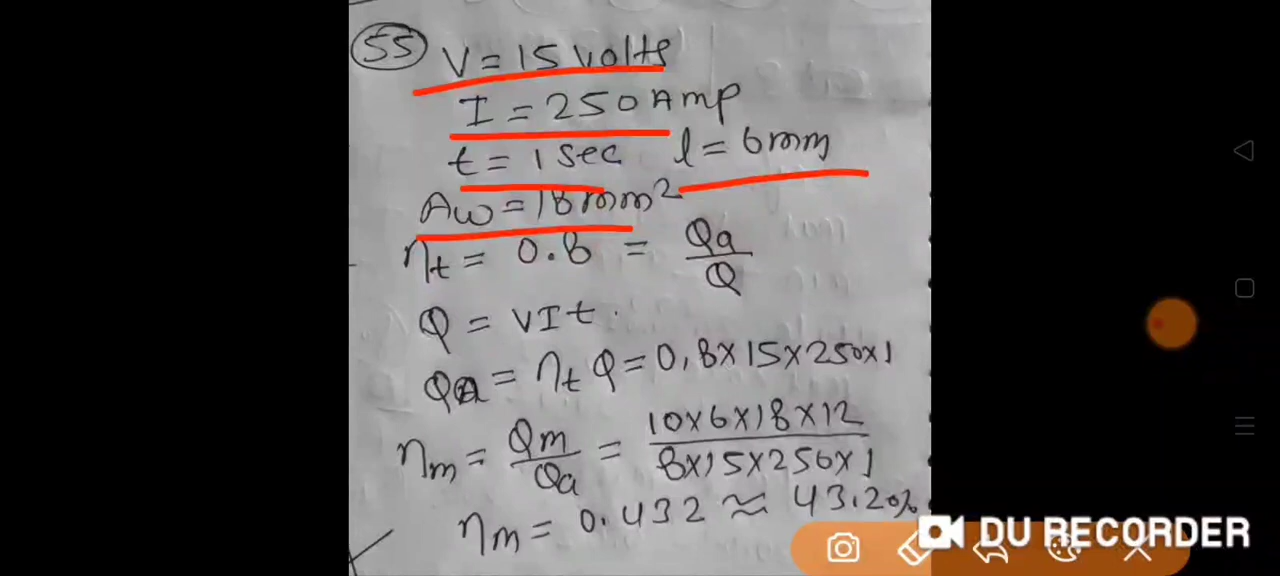 55 V = 15 Volts
I = 250 Amp
t = 1 sec l = 6mm
Aw = 18mm²
ηt = 0.8 = Qa/Q
Q = VIt.
Qa = ηt Q = 0,8×15×250×1
ηm = Qm/Qa = 10×6×18×12/8×15×250×1
ηm = 0.432 ≈ 43.20%
DU RECORDER